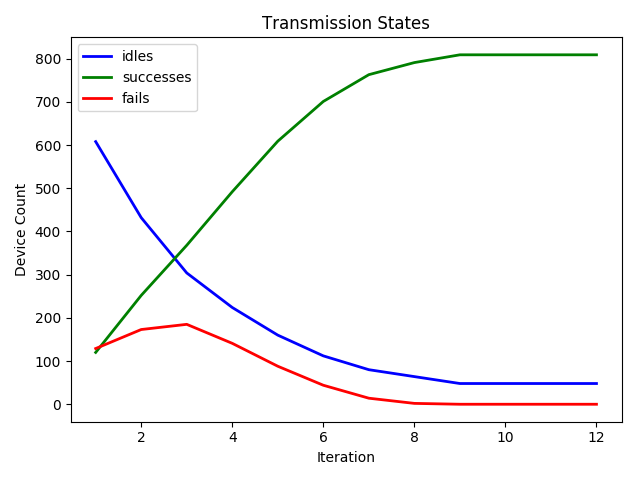 Transmission States
idles
successes
fails
Device Count
800
700
600
500
400
300
200
100
0
2 4 6 8 10 12
Iteration